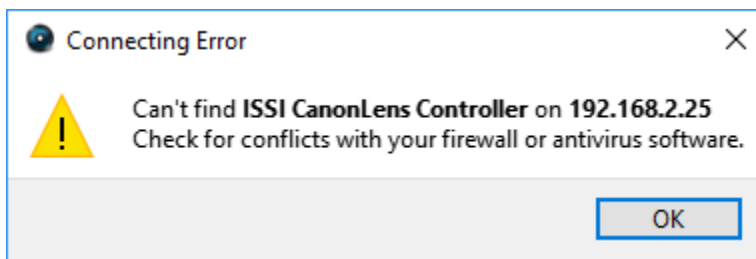 Connecting Error
Can't find ISSI CanonLens Controller on 192.168.2.25
Check for conflicts with your firewall or antivirus software.
OK